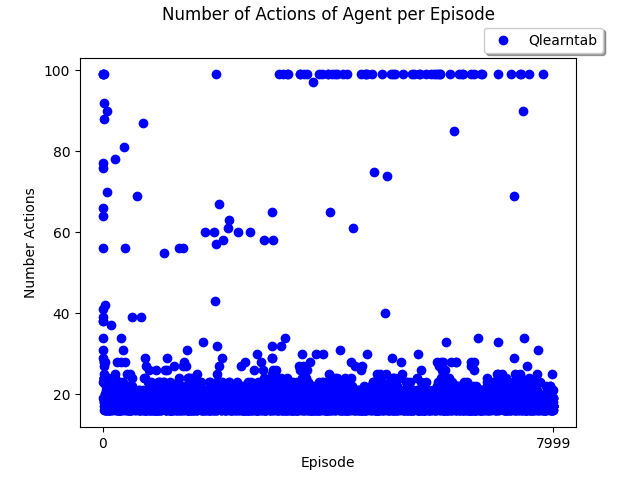 Number of Actions of Agent per Episode
Qlearntab
100
80
60
40
20
Number Actions
0 7999
Episode